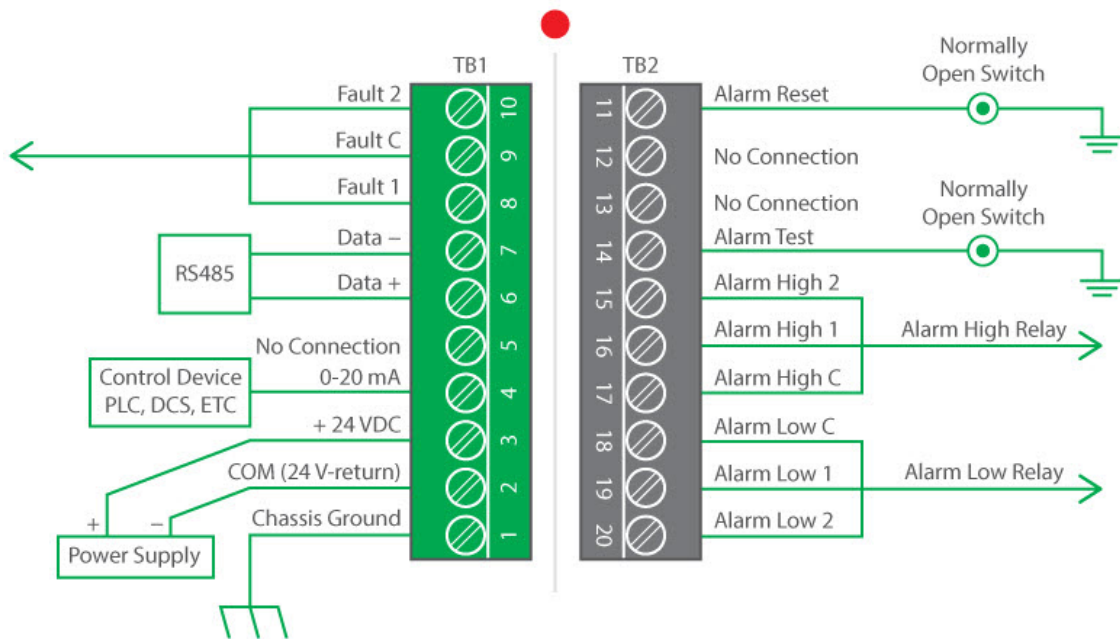 TB1
Fault 2
10
Fault C
9
Fault 1
8
Data –
7
RS485
Data +
6
No Connection
5
0-20 mA
4
Control Device
PLC, DCS, ETC
+ 24 VDC
3
COM (24 V-return)
2
Chassis Ground
1
+ –
Power Supply
TB2
11
Alarm Reset
Normally
Open Switch
12
No Connection
13
No Connection
14
Alarm Test
Normally
Open Switch
15
Alarm High 2
16
Alarm High 1
Alarm High Relay
17
Alarm High C
18
Alarm Low C
19
Alarm Low 1
Alarm Low Relay
20
Alarm Low 2